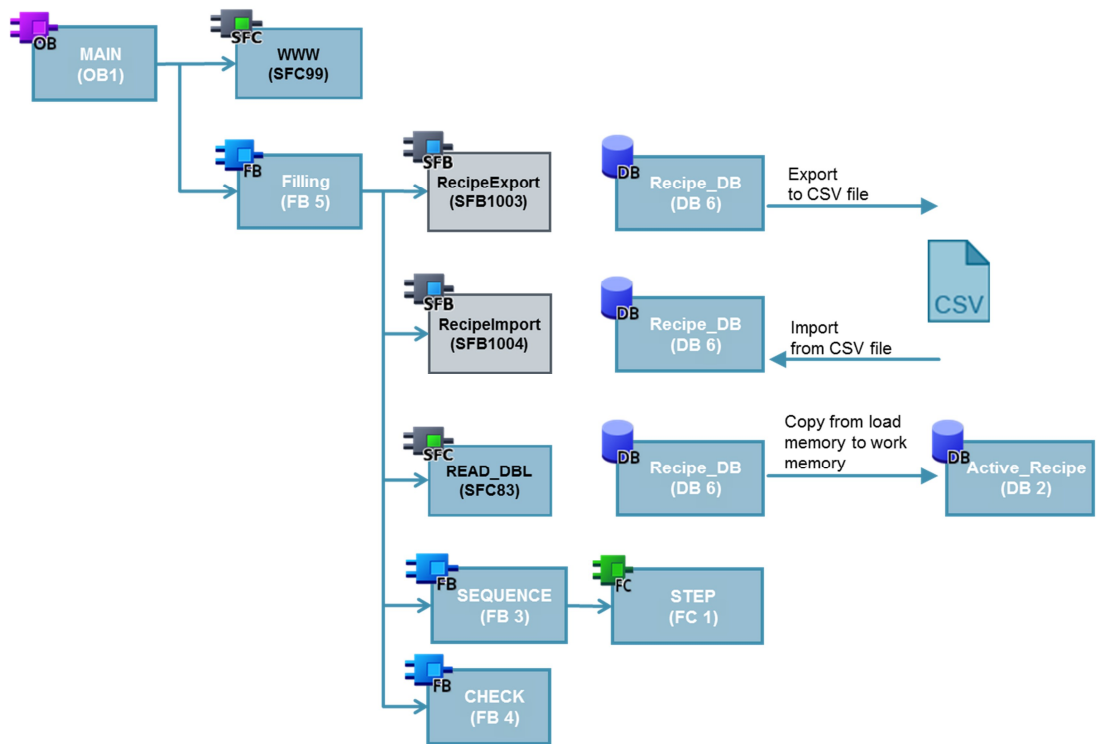 OB
MAIN
(OB1)
SFC
WWW
(SFC99)
FB
Filling
(FB 5)
SFB
RecipeExport
(SFB1003)
DB
Recipe_DB
(DB 6)
Export
to CSV file
CSV
SFB
RecipeImport
(SFB1004)
DB
Recipe_DB
(DB 6)
Import
from CSV file
SFC
READ_DBL
(SFC83)
DB
Recipe_DB
(DB 6)
Copy from load
memory to work
memory
DB
Active_Recipe
(DB 2)
FB
SEQUENCE
(FB 3)
FC
STEP
(FC 1)
FB
CHECK
(FB 4)